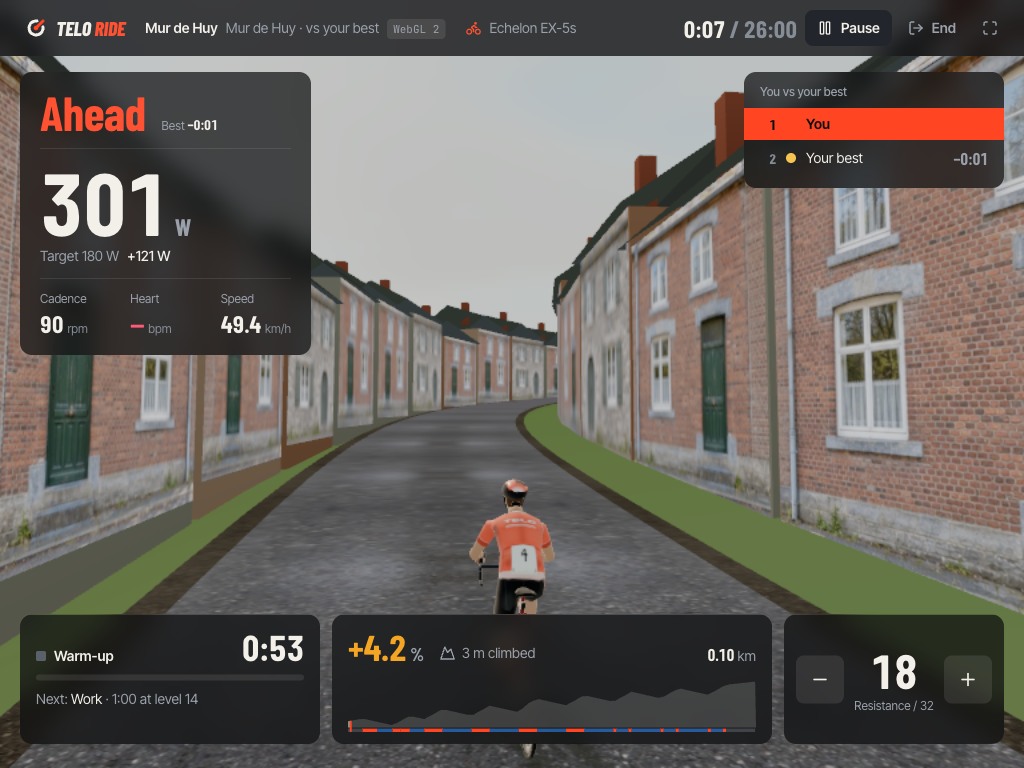 TELO RIDE Mur de Huy Mur de Huy · vs your best WebGL 2 Echelon EX-5s 0:07 / 26:00 Pause End
Ahead Best −0:01
301 W
Target 180 W +121 W
Cadence Heart Speed
90 rpm — bpm 49.4 km/h
You vs your best
1 You
2 Your best −0:01
TELO
4
Warm-up 0:53
Next: Work · 1:00 at level 14
+4.2 % 3 m climbed 0.10 km
− 18 +
Resistance / 32